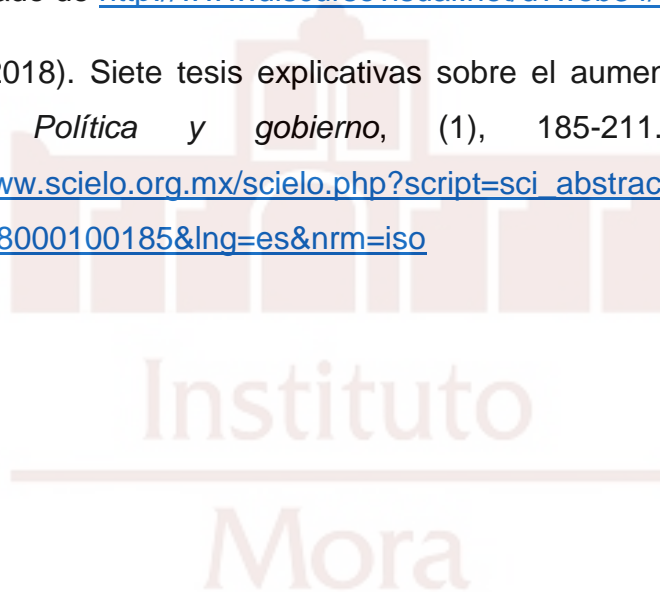 2018). Siete tesis explicativas sobre el aumen
Política y gobierno, (1), 185-211.
ww.scielo.org.mx/scielo.php?script=sci_abstrac
8000100185&lng=es&nrm=iso
Instituto
Mora